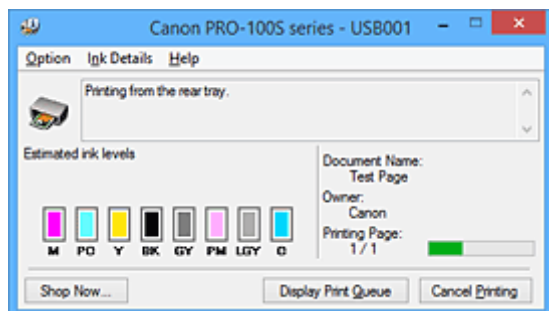 Canon PRO-100S series - USB001
Option Ink Details Help
Printing from the rear tray.
Estimated ink levels
Document Name:
Test Page
Owner:
Canon
Printing Page:
1 / 1
M PC Y BK GY PM LGY C
Shop Now... Display Print Queue Cancel Printing